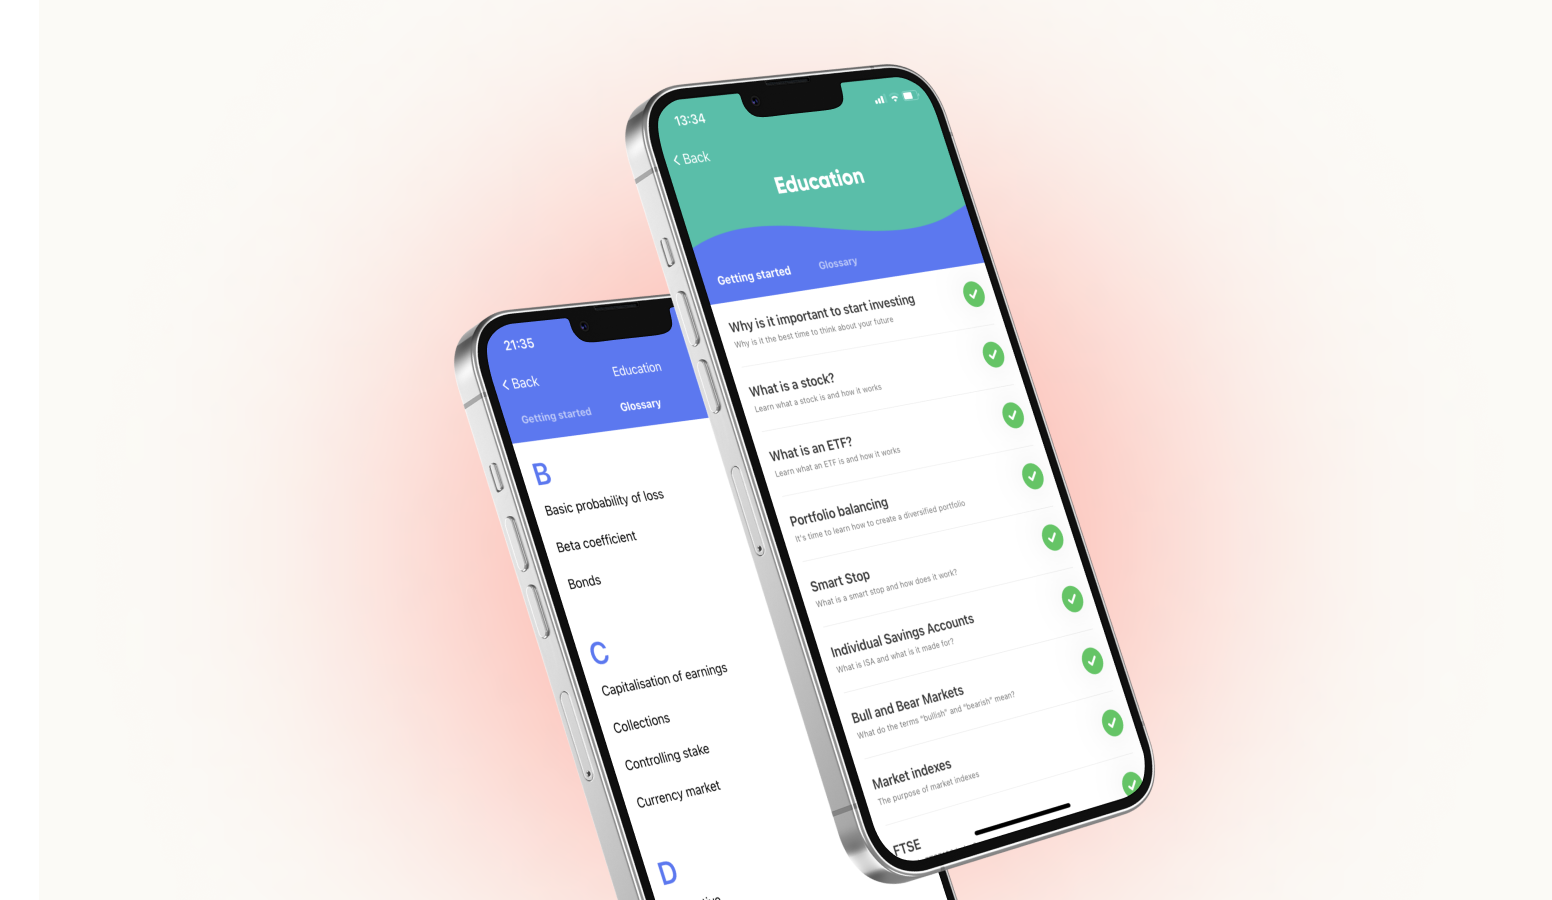 13:34
Back
Education
Getting started
Glossary
Why is it important to start investing
Why is it the best time to think about your future
What is a stock?
Learn what a stock is and how it works
What is an ETF?
Learn what an ETF is and how it works
Portfolio balancing
It's time to learn how to create a diversified portfolio
Smart Stop
What is a smart stop and how does it work?
Individual Savings Accounts
What is ISA and what is it made for?
Bull and Bear Markets
What do the terms "bullish" and "bearish" mean?
Market indexes
The purpose of market indexes
FTSE
21:35
Back
Education
Getting started
Glossary
B
Basic probability of loss
Beta coefficient
Bonds
C
Capitalisation of earnings
Collections
Controlling stake
Currency market
D